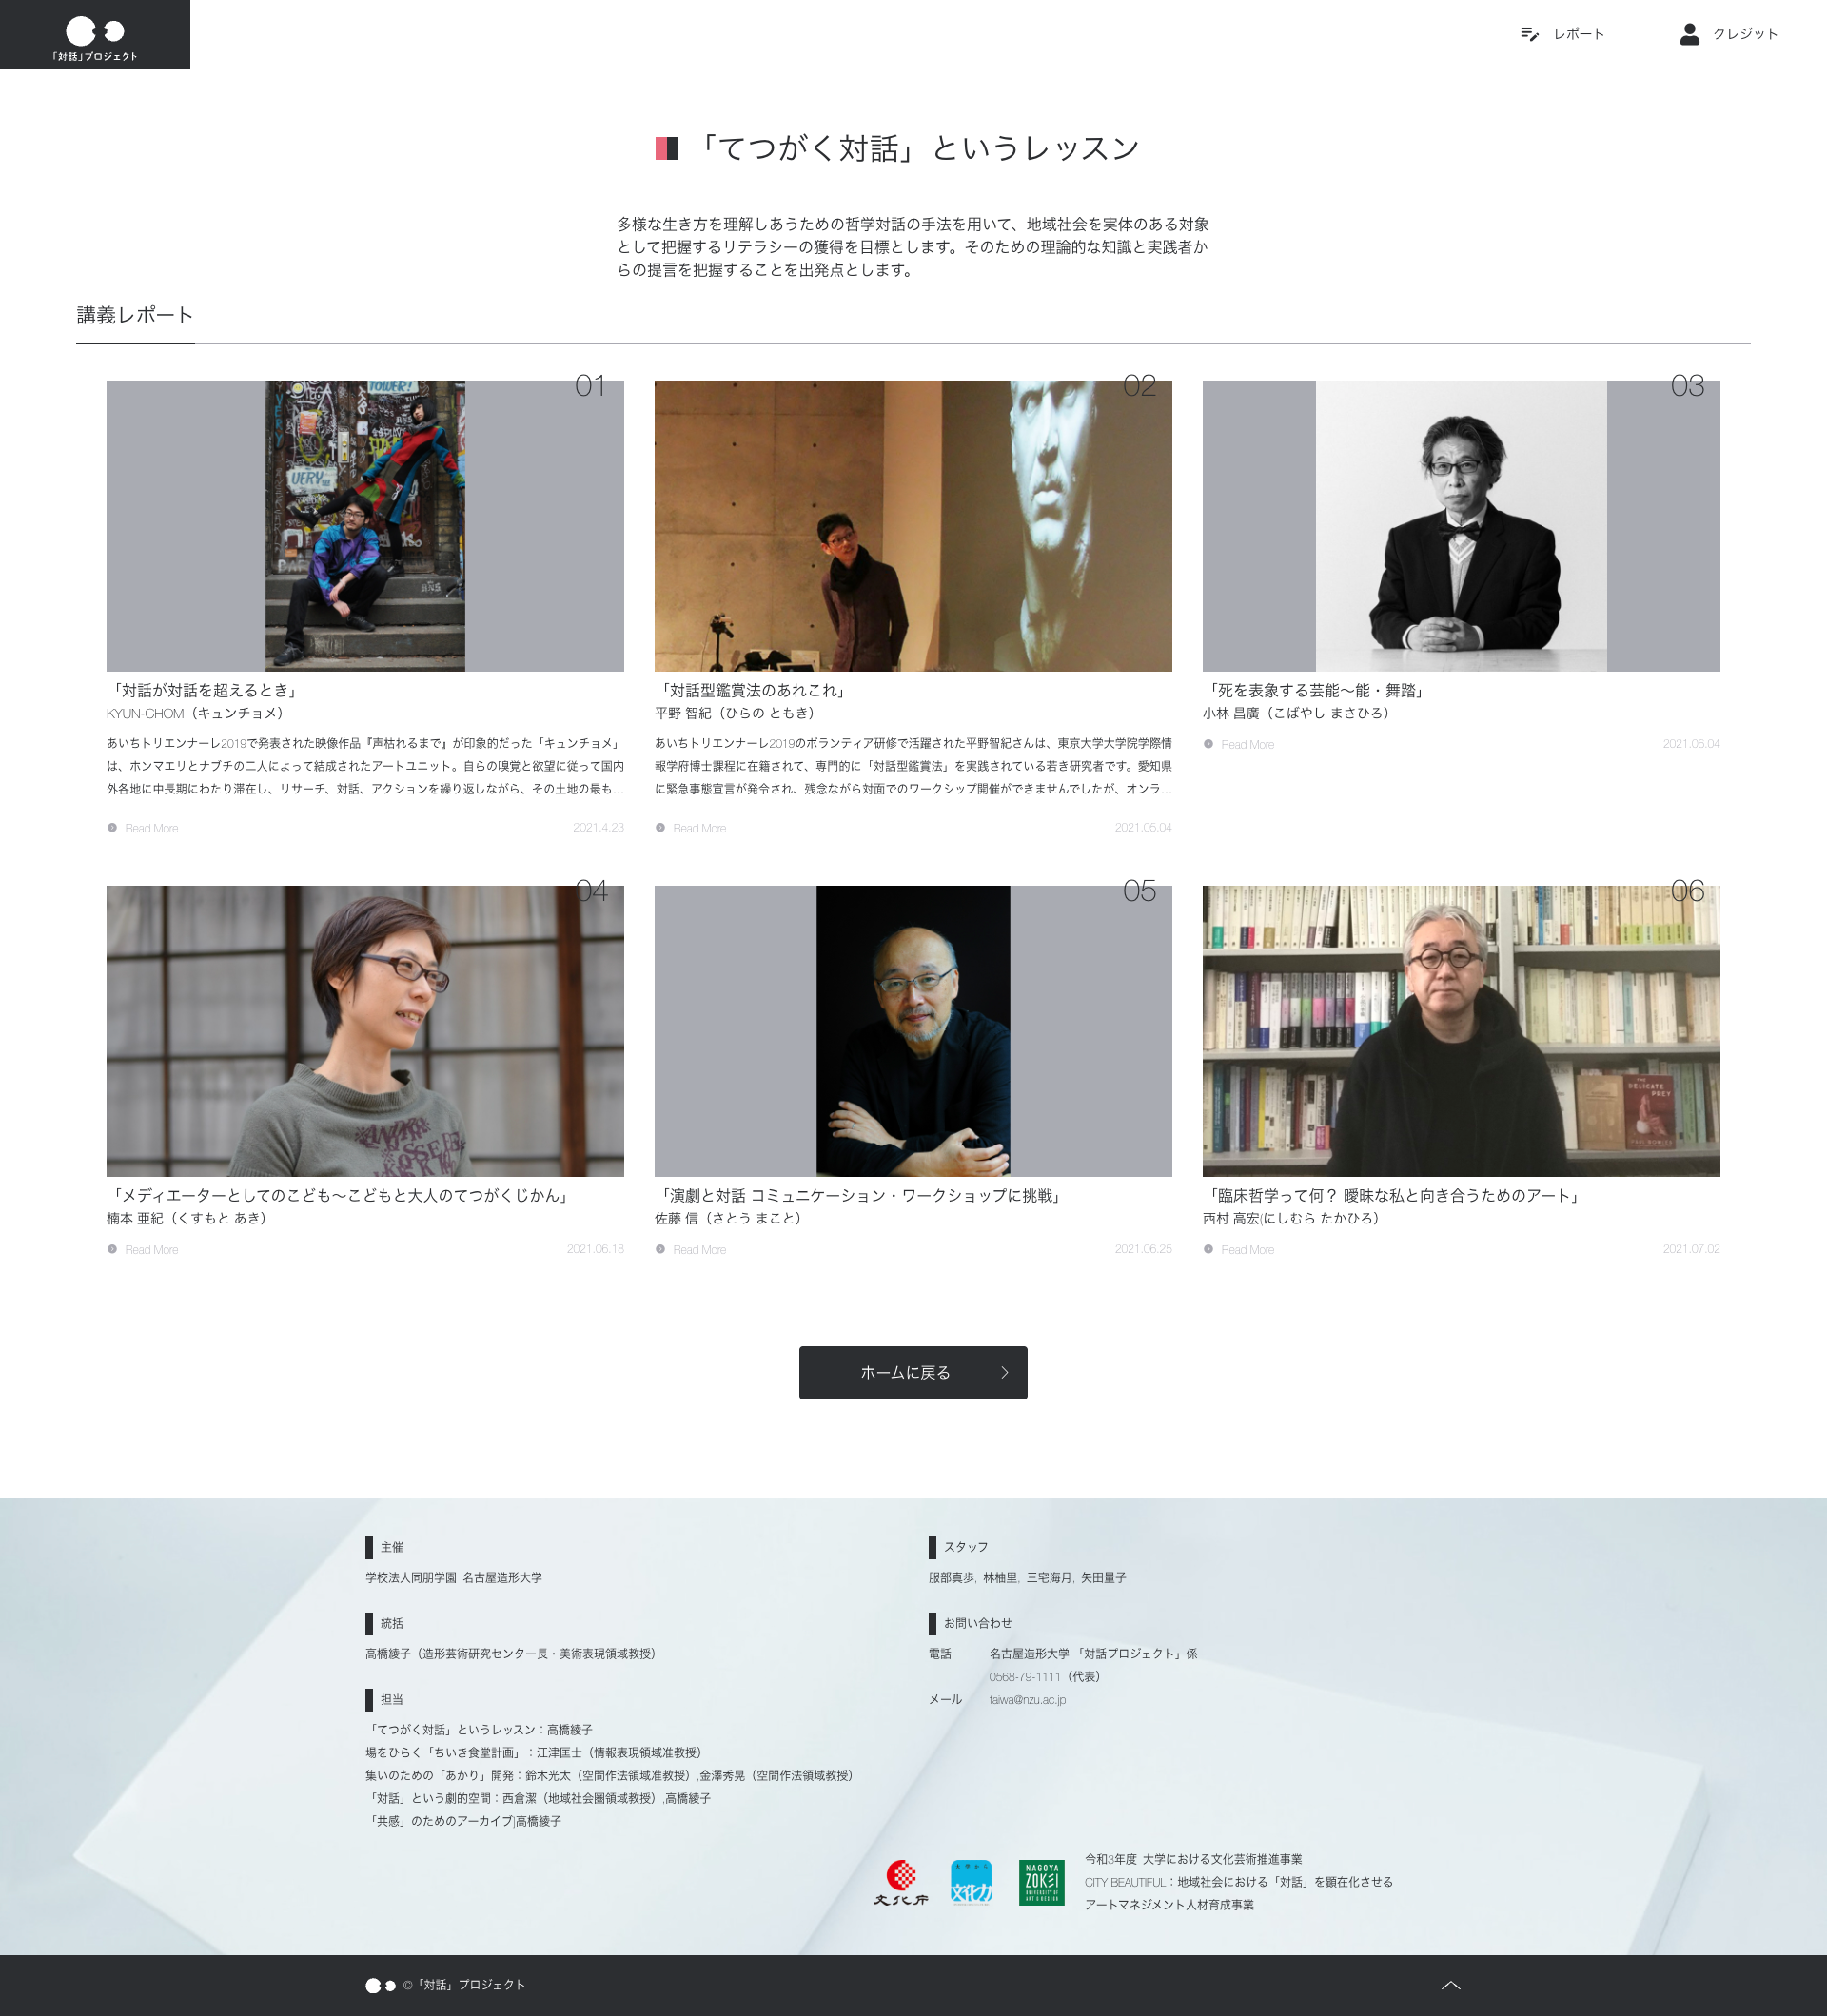 「対話」プロジェクト
レポート
クレジット
「てつがく対話」というレッスン
多様な生き方を理解しあうための哲学対話の手法を用いて、地域社会を実体のある対象
として把握するリテラシーの獲得を目標とします。そのための理論的な知識と実践者か
らの提言を把握することを出発点とします。
講義レポート
01
TOWER!
VERY
「対話が対話を超えるとき」
KYUN-CHOM（キュンチョメ）
あいちトリエンナーレ2019で発表された映像作品『声枯れるまで』が印象的だった「キュンチョメ」
は、ホンマエリとナブチの二人によって結成されたアートユニット。自らの嗅覚と欲望に従って国内
外各地に中長期にわたり滞在し、リサーチ、対話、アクションを繰り返しながら、その土地の最も…
Read More
2021.4.23
02
「対話型鑑賞法のあれこれ」
平野 智紀（ひらの ともき）
あいちトリエンナーレ2019のボランティア研修で活躍された平野智紀さんは、東京大学大学院学際情
報学府博士課程に在籍されて、専門的に「対話型鑑賞法」を実践されている若き研究者です。愛知県
に緊急事態宣言が発令され、残念ながら対面でのワークシップ開催ができませんでしたが、オンラ…
Read More
2021.05.04
03
「死を表象する芸能〜能・舞踏」
小林 昌廣（こばやし まさひろ）
Read More
2021.06.04
04
「メディエーターとしてのこども〜こどもと大人のてつがくじかん」
楠本 亜紀（くすもと あき）
Read More
2021.06.18
05
「演劇と対話 コミュニケーション・ワークショップに挑戦」
佐藤 信（さとう まこと）
Read More
2021.06.25
06
DELICATE
PREY
「臨床哲学って何？ 曖昧な私と向き合うためのアート」
西村 高宏(にしむら たかひろ）
Read More
2021.07.02
ホームに戻る
主催
学校法人同朋学園 名古屋造形大学
統括
高橋綾子（造形芸術研究センター長・美術表現領域教授）
担当
「てつがく対話」というレッスン：高橋綾子
場をひらく「ちいき食堂計画」：江津匡士（情報表現領域准教授）
集いのための「あかり」開発：鈴木光太（空間作法領域准教授）,金澤秀晃（空間作法領域教授）
「対話」という劇的空間：西倉潔（地域社会圏領域教授）,高橋綾子
「共感」のためのアーカイブ|高橋綾子
スタッフ
服部真歩, 林柚里, 三宅海月, 矢田量子
お問い合わせ
電話 名古屋造形大学 「対話プロジェクト」係
0568-79-1111（代表）
メール taiwa@nzu.ac.jp
文化庁
大学から
文化力
NAGOYA
ZOKEI
UNIVERSITY OF
ART & DESIGN
令和3年度 大学における文化芸術推進事業
CITY BEAUTIFUL：地域社会における「対話」を顕在化させる
アートマネジメント人材育成事業
©「対話」プロジェクト